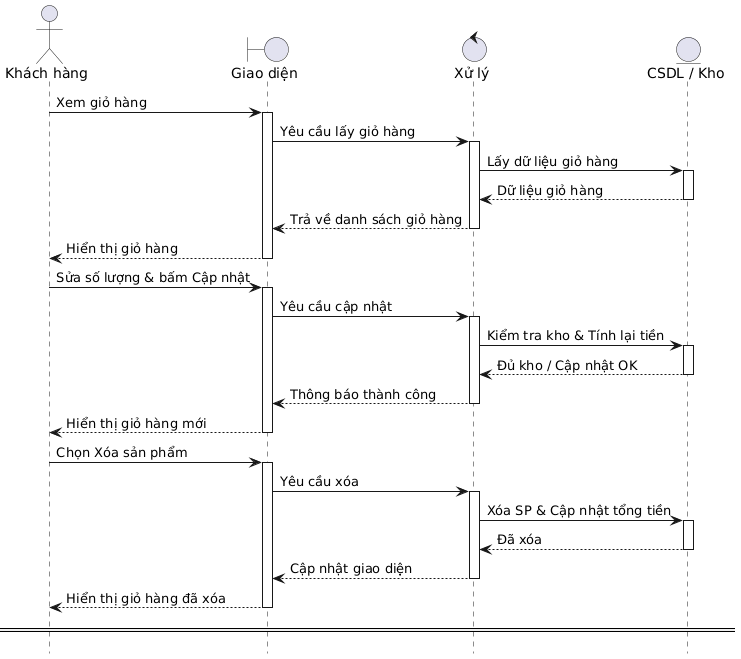 Khách hàng
Giao diện
Xử lý
CSDL / Kho
Xem giỏ hàng
Yêu cầu lấy giỏ hàng
Lấy dữ liệu giỏ hàng
Dữ liệu giỏ hàng
Trả về danh sách giỏ hàng
Hiển thị giỏ hàng
Sửa số lượng & bấm Cập nhật
Yêu cầu cập nhật
Kiểm tra kho & Tính lại tiền
Đủ kho / Cập nhật OK
Thông báo thành công
Hiển thị giỏ hàng mới
Chọn Xóa sản phẩm
Yêu cầu xóa
Xóa SP & Cập nhật tổng tiền
Đã xóa
Cập nhật giao diện
Hiển thị giỏ hàng đã xóa